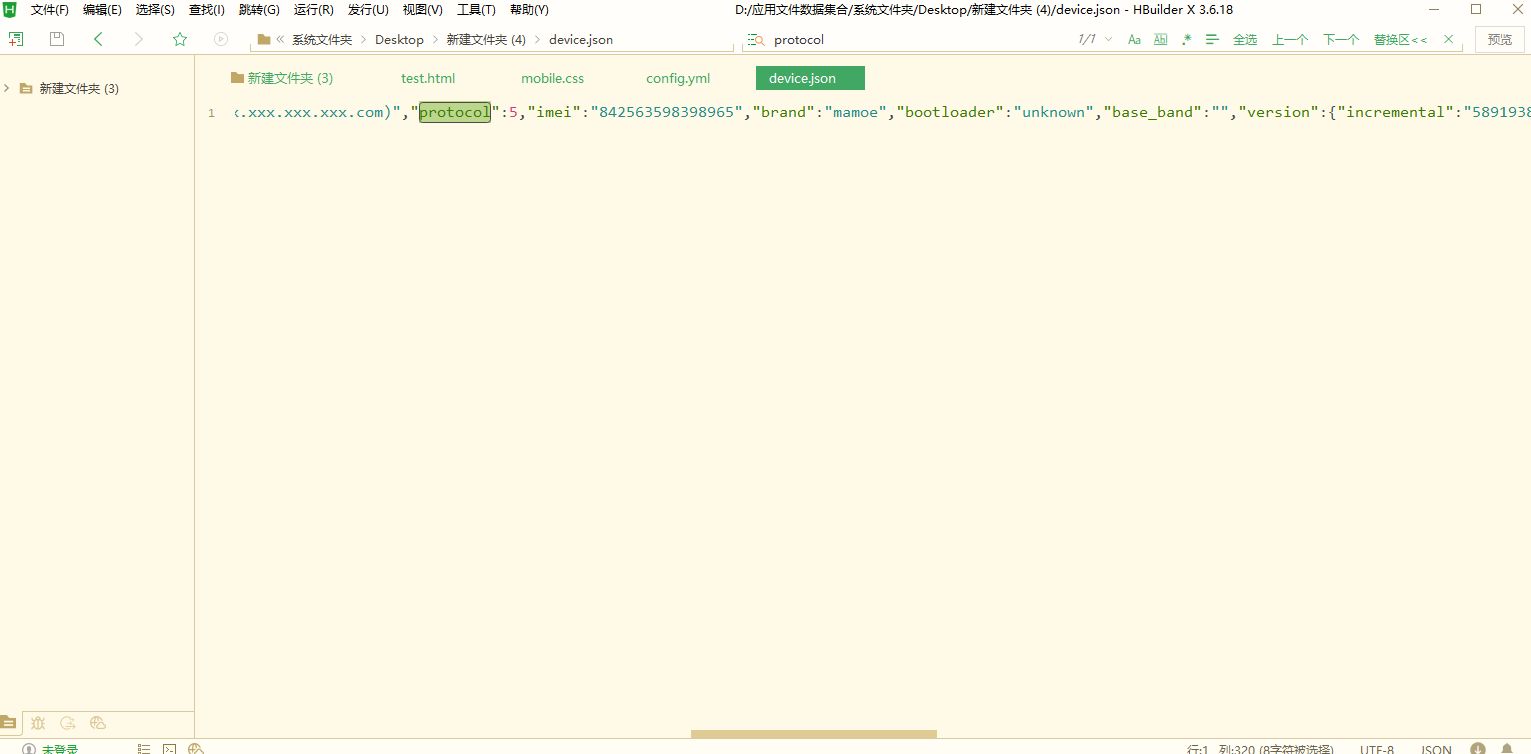 文件(F) 编辑(E) 选择(S) 查找(I) 跳转(G) 运行(R) 发行(U) 视图(V) 工具(T) 帮助(Y) D:/应用文件数据集合/系统文件夹/Desktop/新建文件夹 (4)/device.json - HBuilder X 3.6.18
系统文件夹 Desktop 新建文件夹 (4) device.json protocol 1/1 Aa Ab .* 全选 上一个 下一个 替换区<< 预览
新建文件夹 (3)
新建文件夹 (3) test.html mobile.css config.yml device.json
1 <.xxx.xxx.xxx.com)","protocol":5,"imei":"842563598398965","brand":"mamoe","bootloader":"unknown","base_band":"","version":{"incremental":"5891938
未登录 行:1 列:320 (8字符被选择) UTF-8 JSON